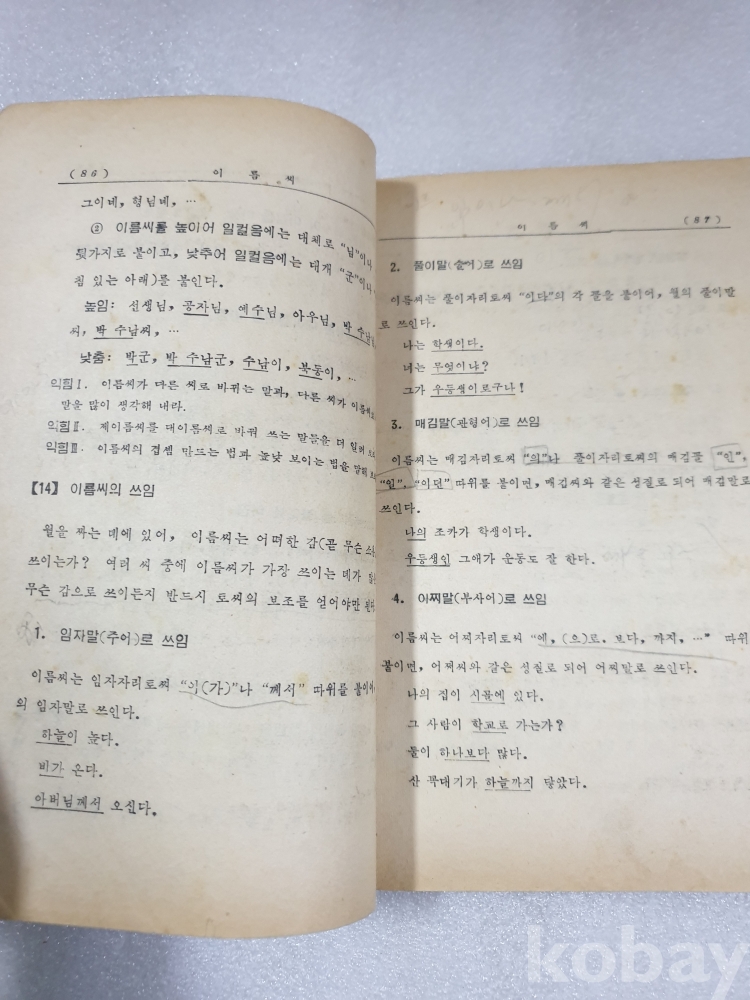 (86) 이 름 씨
그이네, 형님네, …
② 이름씨를 높이어 일컬음에는 대체로 "님"이나
뒷가지로 붙이고, 낮추어 일컬음에는 대개 "군"이나
침 있는 아래)를 붙인다.
높임: 선생님, 공자님, 예수님, 아우님, 박 수남
씨, 박 수남씨, …
낮춤: 박군, 박 수남군, 수남이, 복동이, …
익힘Ⅰ. 이름씨가 다른 씨로 바뀌는 말과, 다른 씨가 이름씨
말을 많이 생각해 내라.
익힘Ⅱ. 제이름씨를 대이름씨로 바꿔 쓰는 말들을 더 일러
익힘Ⅲ. 이름씨의 겹셈 만드는 법과 높낮 보이는 법을 말해
【14】 이름씨의 쓰임
월을 짜는 데에 있어, 이름씨는 어떠한 감(곧 무슨
쓰이는가? 여러 씨 중에 이름씨가 가장 쓰이는 데가
무슨 감으로 쓰이든지 반드시 토씨의 보조를 얻어야만
1. 임자말(주어)로 쓰임
이름씨는 임자자리토씨 "이(가)"나 "께서" 따위를 붙이어
의 임자말로 쓰인다.
하늘이 높다.
비가 온다.
아버님께서 오신다.
이 름 씨 (87)
2. 풀이말(술어)로 쓰임
이름씨는 풀이자리토씨 "이다"의 각 꼴을 붙이어, 월의 풀이말
로 쓰인다.
나는 학생이다.
너는 무엇이냐?
그가 우등생이로구나!
3. 매김말(관형어)로 쓰임
이름씨는 매김자리토씨 "의"나 풀이자리토씨의 매김꼴 "인",
"일", "이던" 따위를 붙이면, 매김씨와 같은 성질로 되어 매김말로
쓰인다.
나의 조카가 학생이다.
우등생인 그애가 운동도 잘 한다.
4. 어찌말(부사어)로 쓰임
이름씨는 어찌자리토씨 "에, (으)로, 보다, 까지, …" 따위
붙이면, 어찌씨와 같은 성질로 되어 어찌말로 쓰인다.
나의 집이 시골에 있다.
그 사람이 학교로 가는가?
둘이 하나보다 많다.
산 꼭대기가 하늘까지 닿았다.
kobay